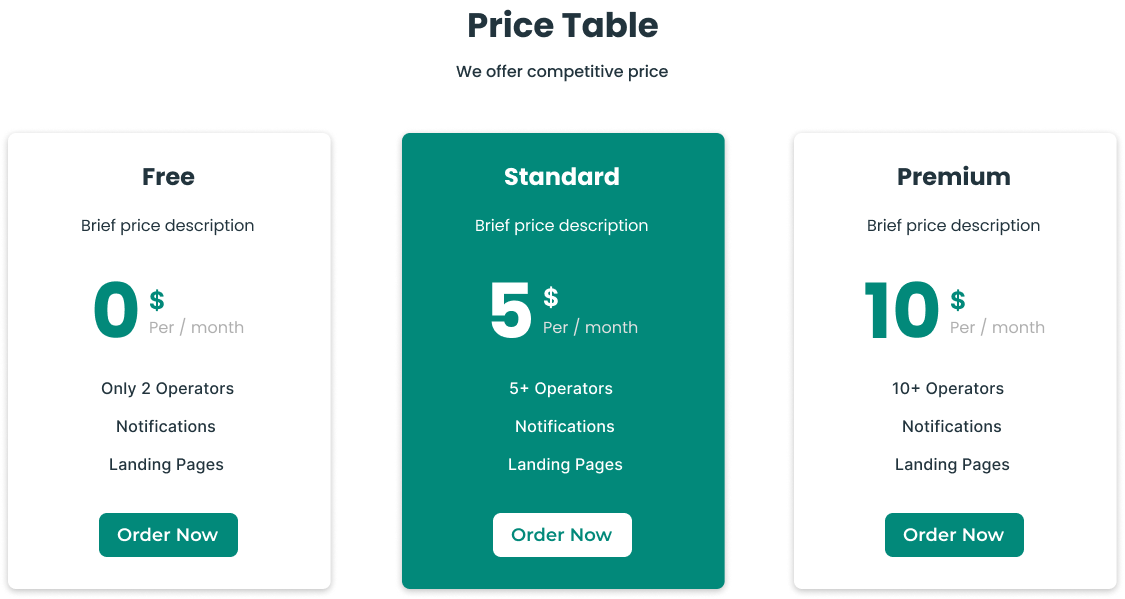 Price Table
We offer competitive price
Free
Brief price description
0 $
Per / month
Only 2 Operators
Notifications
Landing Pages
Order Now
Standard
Brief price description
5 $
Per / month
5+ Operators
Notifications
Landing Pages
Order Now
Premium
Brief price description
10 $
Per / month
10+ Operators
Notifications
Landing Pages
Order Now